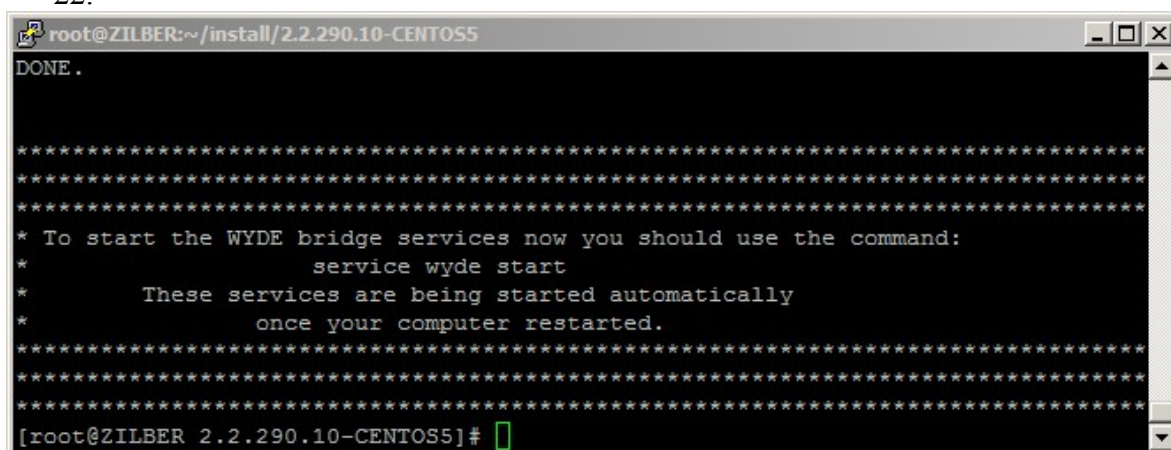 22.
root@ZILBER:~/install/2.2.290.10-CENTOS5
DONE.
********************************************************************************
********************************************************************************
********************************************************************************
* To start the WYDE bridge services now you should use the command:
*                     service wyde start
*         These services are being started automatically
*                 once your computer restarted.
********************************************************************************
********************************************************************************
********************************************************************************
[root@ZILBER 2.2.290.10-CENTOS5]#